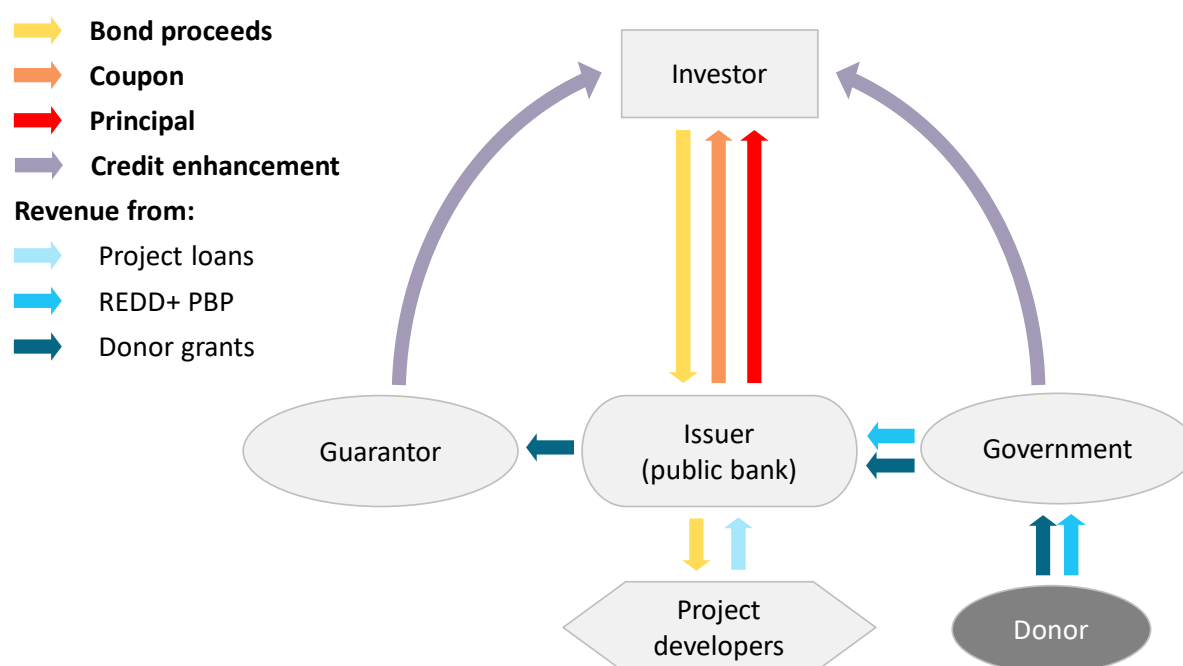 Bond proceeds
Coupon
Principal
Credit enhancement
Revenue from:
Project loans
REDD+ PBP
Donor grants
Investor
Guarantor
Issuer
(public bank)
Government
Project
developers
Donor